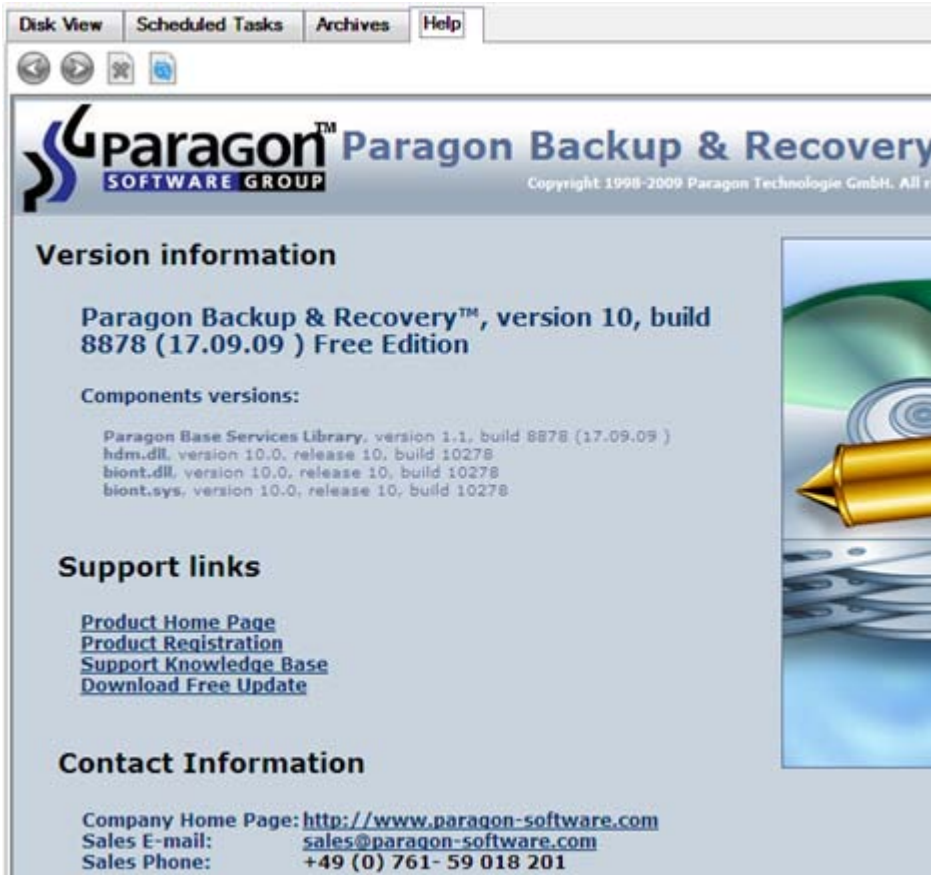 Disk View Scheduled Tasks Archives Help
Paragon™ Paragon Backup & Recovery
SOFTWARE GROUP
Copyright 1998-2009 Paragon Technologie GmbH. All
Version information
Paragon Backup & Recovery™, version 10, build
8878 (17.09.09 ) Free Edition
Components versions:
Paragon Base Services Library, version 1.1, build 8878 (17.09.09 )
hdm.dll, version 10.0, release 10, build 10278
biont.dll, version 10.0, release 10, build 10278
biont.sys, version 10.0, release 10, build 10278
Support links
Product Home Page
Product Registration
Support Knowledge Base
Download Free Update
Contact Information
Company Home Page: http://www.paragon-software.com
Sales E-mail: sales@paragon-software.com
Sales Phone: +49 (0) 761- 59 018 201